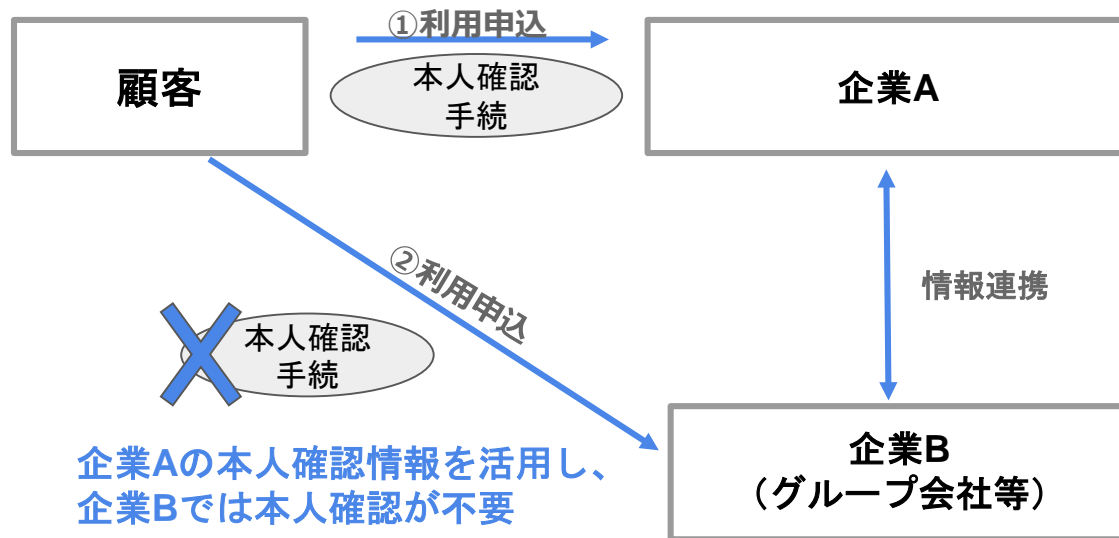 ①利用申込
顧客
本人確認
手続
企業A
②利用申込
情報連携
本人確認
手続
企業Aの本人確認情報を活用し、
企業Bでは本人確認が不要
企業B
（グループ会社等）